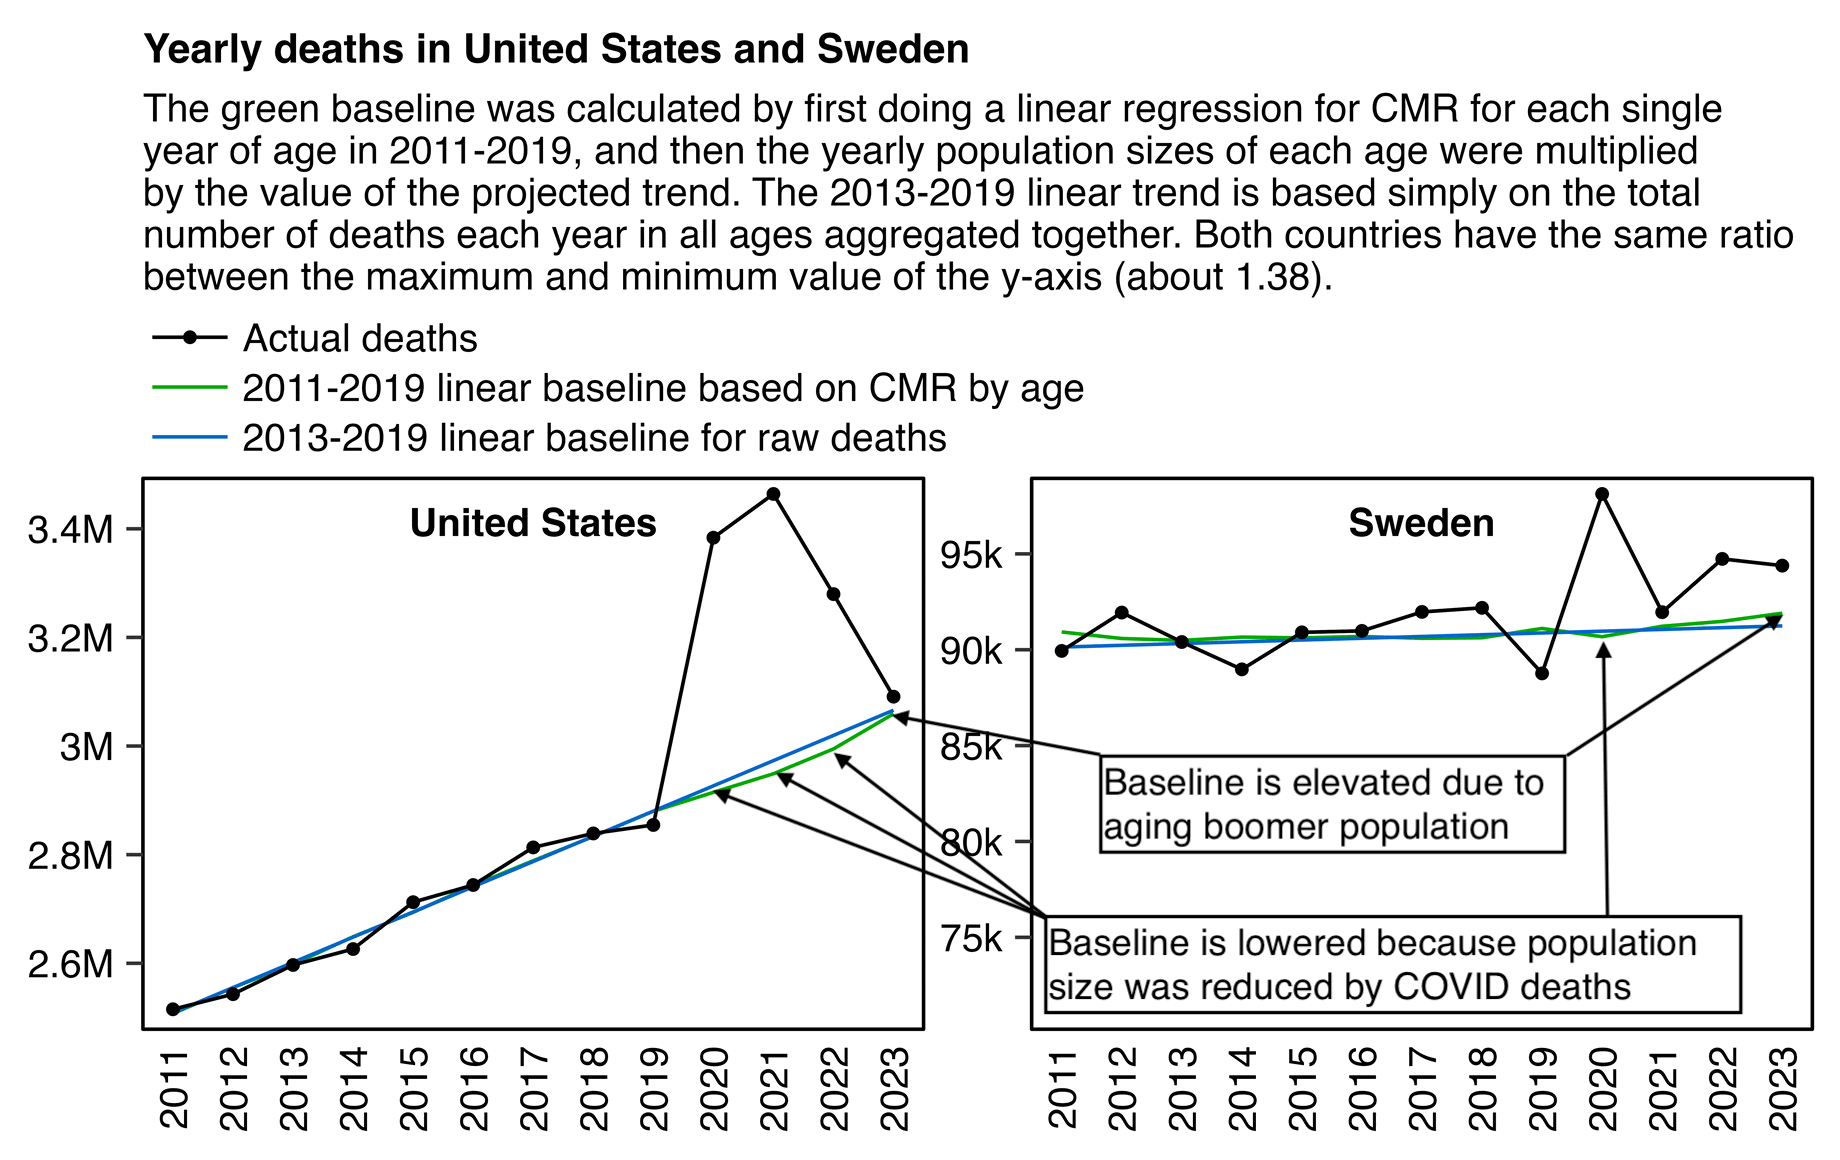 Yearly deaths in United States and Sweden
The green baseline was calculated by first doing a linear regression for CMR for each single
year of age in 2011-2019, and then the yearly population sizes of each age were multiplied
by the value of the projected trend. The 2013-2019 linear trend is based simply on the total
number of deaths each year in all ages aggregated together. Both countries have the same ratio
between the maximum and minimum value of the y-axis (about 1.38).
Actual deaths
2011-2019 linear baseline based on CMR by age
2013-2019 linear baseline for raw deaths
United States
3.4M
3.2M
3M
2.8M
2.6M
2011
2012
2013
2014
2015
2016
2017
2018
2019
2020
2021
2022
2023
Sweden
95k
90k
85k
80k
75k
Baseline is elevated due to
aging boomer population
Baseline is lowered because population
size was reduced by COVID deaths
2011
2012
2013
2014
2015
2016
2017
2018
2019
2020
2021
2022
2023